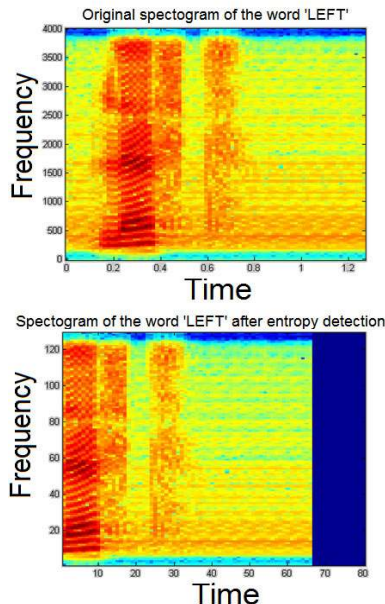 Original spectogram of the word 'LEFT'
Frequency
4000
3500
3000
2500
2000
1500
1000
500
0
0 0.2 0.4 0.6 0.8 1 1.2
Time
Spectogram of the word 'LEFT' after entropy detection
Frequency
120
100
80
60
40
20
10 20 30 40 50 60 70 80
Time